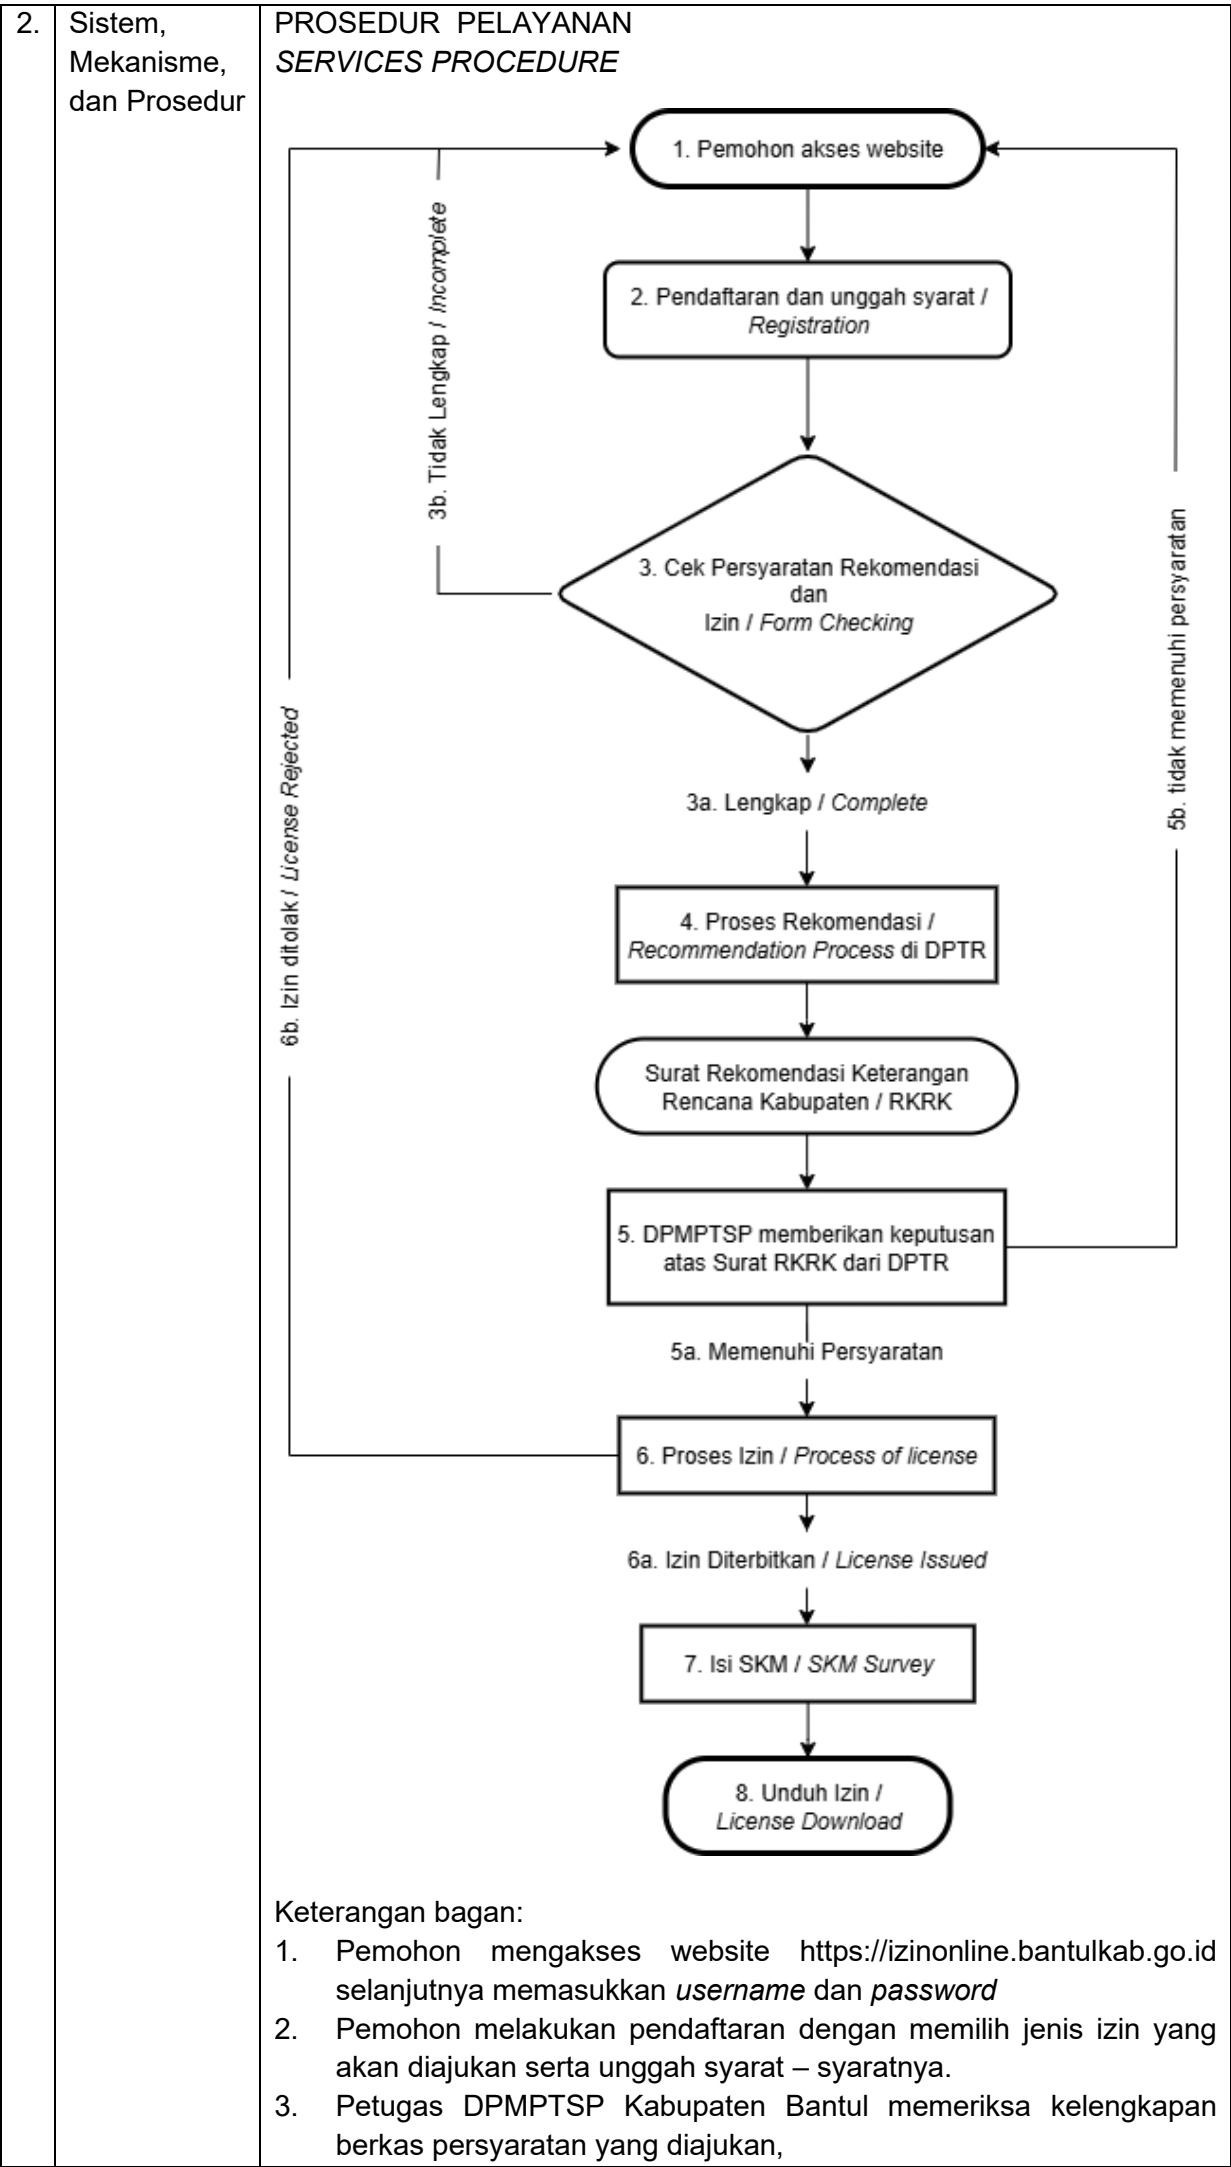 2. Sistem, Mekanisme, dan Prosedur
PROSEDUR PELAYANAN
SERVICES PROCEDURE
1. Pemohon akses website
2. Pendaftaran dan unggah syarat /
Registration
3b. Tidak Lengkap / Incomplete
3. Cek Persyaratan Rekomendasi
dan
Izin / Form Checking
5b. tidak memenuhi persyaratan
6b. Izin ditolak / License Rejected
3a. Lengkap / Complete
4. Proses Rekomendasi /
Recommendation Process di DPTR
Surat Rekomendasi Keterangan
Rencana Kabupaten / RKRK
5. DPMPTSP memberikan keputusan
atas Surat RKRK dari DPTR
5a. Memenuhi Persyaratan
6. Proses Izin / Process of license
6a. Izin Diterbitkan / License Issued
7. Isi SKM / SKM Survey
8. Unduh Izin /
License Download
Keterangan bagan:
1. Pemohon mengakses website https://izinonline.bantulkab.go.id
selanjutnya memasukkan username dan password
2. Pemohon melakukan pendaftaran dengan memilih jenis izin yang
akan diajukan serta unggah syarat – syaratnya.
3. Petugas DPMPTSP Kabupaten Bantul memeriksa kelengkapan
berkas persyaratan yang diajukan,